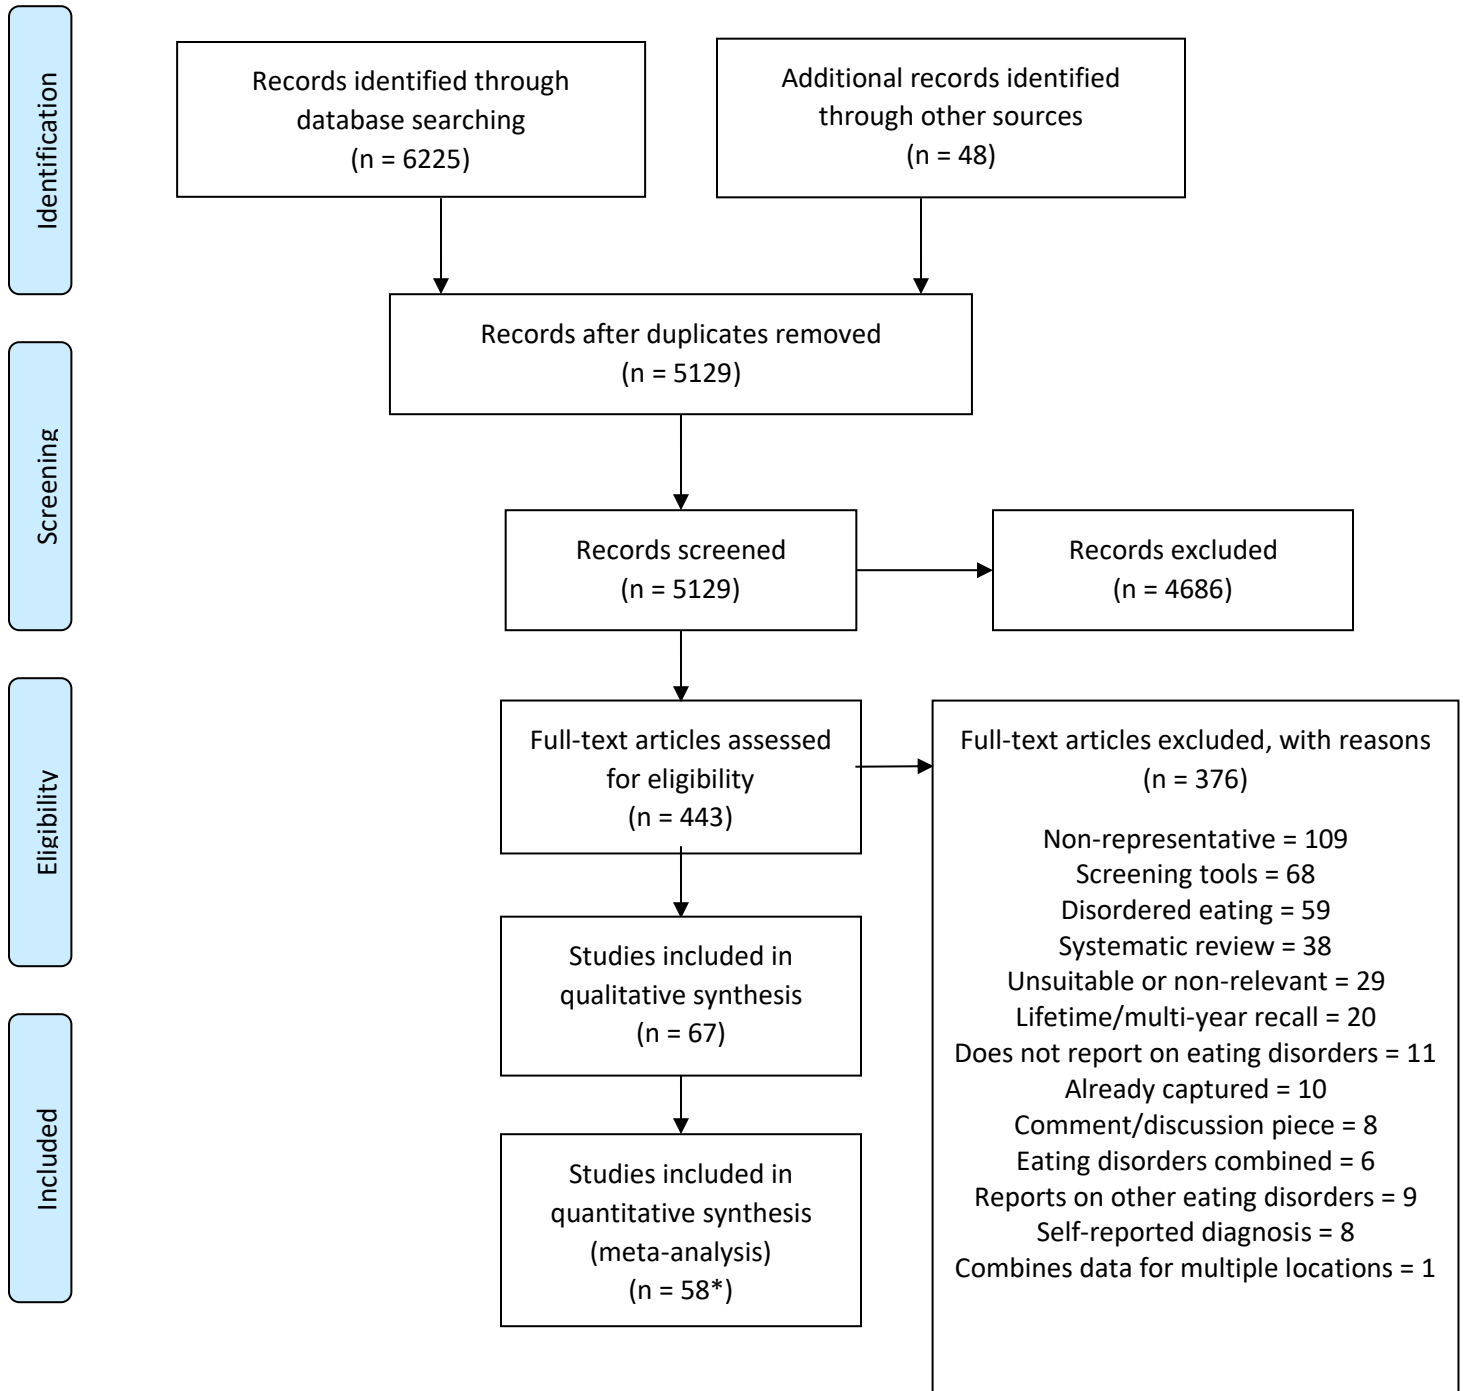 Identification
Records identified through
database searching
(n = 6225)
Additional records identified
through other sources
(n = 48)
Records after duplicates removed
(n = 5129)
Screening
Records screened
(n = 5129)
Records excluded
(n = 4686)
Eligibility
Full-text articles assessed
for eligibility
(n = 443)
Full-text articles excluded, with reasons
(n = 376)
Non-representative = 109
Screening tools = 68
Disordered eating = 59
Systematic review = 38
Unsuitable or non-relevant = 29
Lifetime/multi-year recall = 20
Does not report on eating disorders = 11
Already captured = 10
Comment/discussion piece = 8
Eating disorders combined = 6
Reports on other eating disorders = 9
Self-reported diagnosis = 8
Combines data for multiple locations = 1
Studies included in
qualitative synthesis
(n = 67)
Included
Studies included in
quantitative synthesis
(meta-analysis)
(n = 58*)